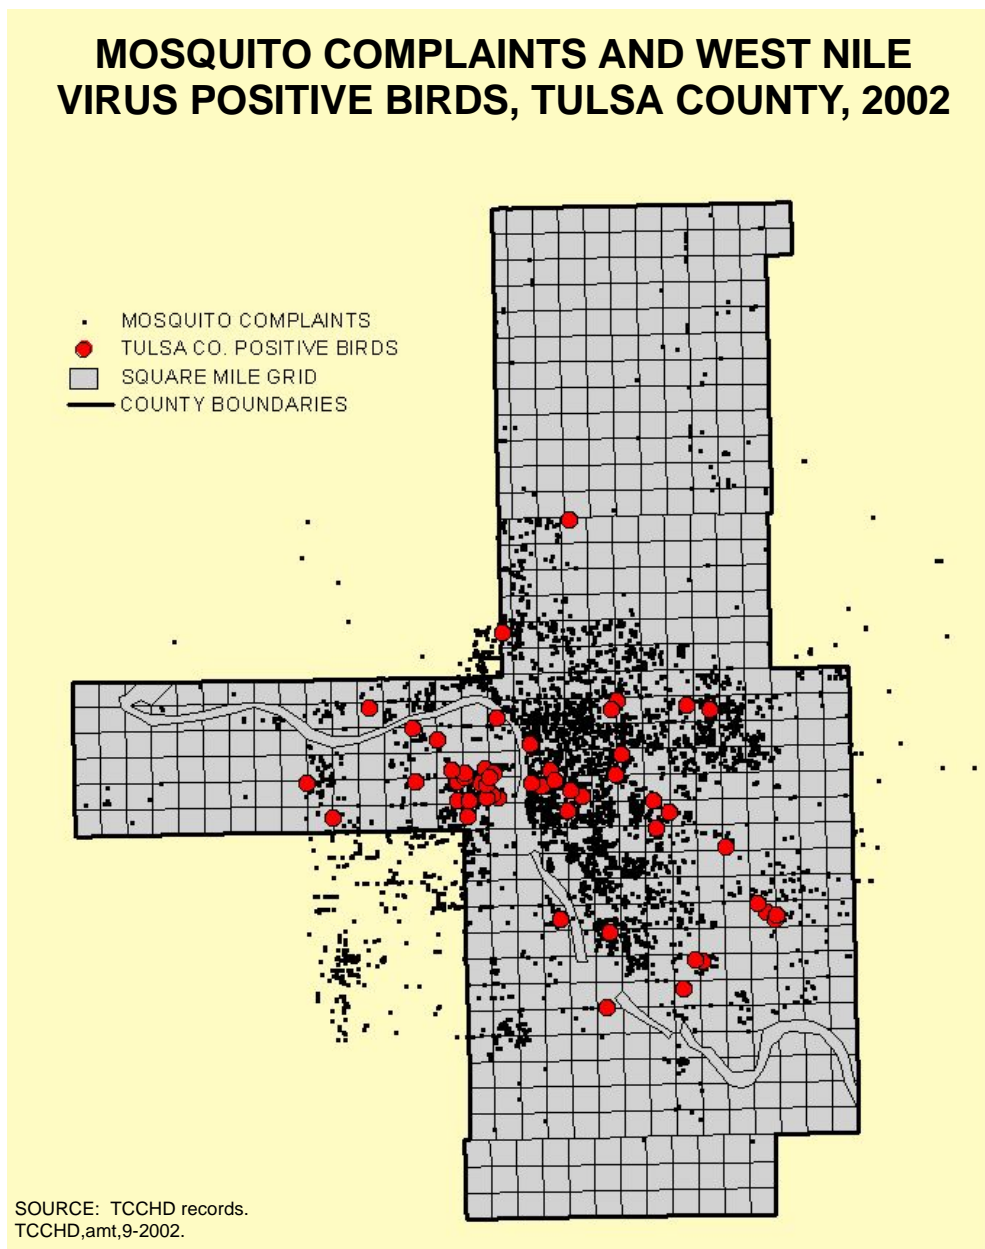 MOSQUITO COMPLAINTS AND WEST NILE
VIRUS POSITIVE BIRDS, TULSA COUNTY, 2002
MOSQUITO COMPLAINTS
TULSA CO. POSITIVE BIRDS
SQUARE MILE GRID
COUNTY BOUNDARIES
SOURCE:  TCCHD records.
TCCHD,amt,9-2002.